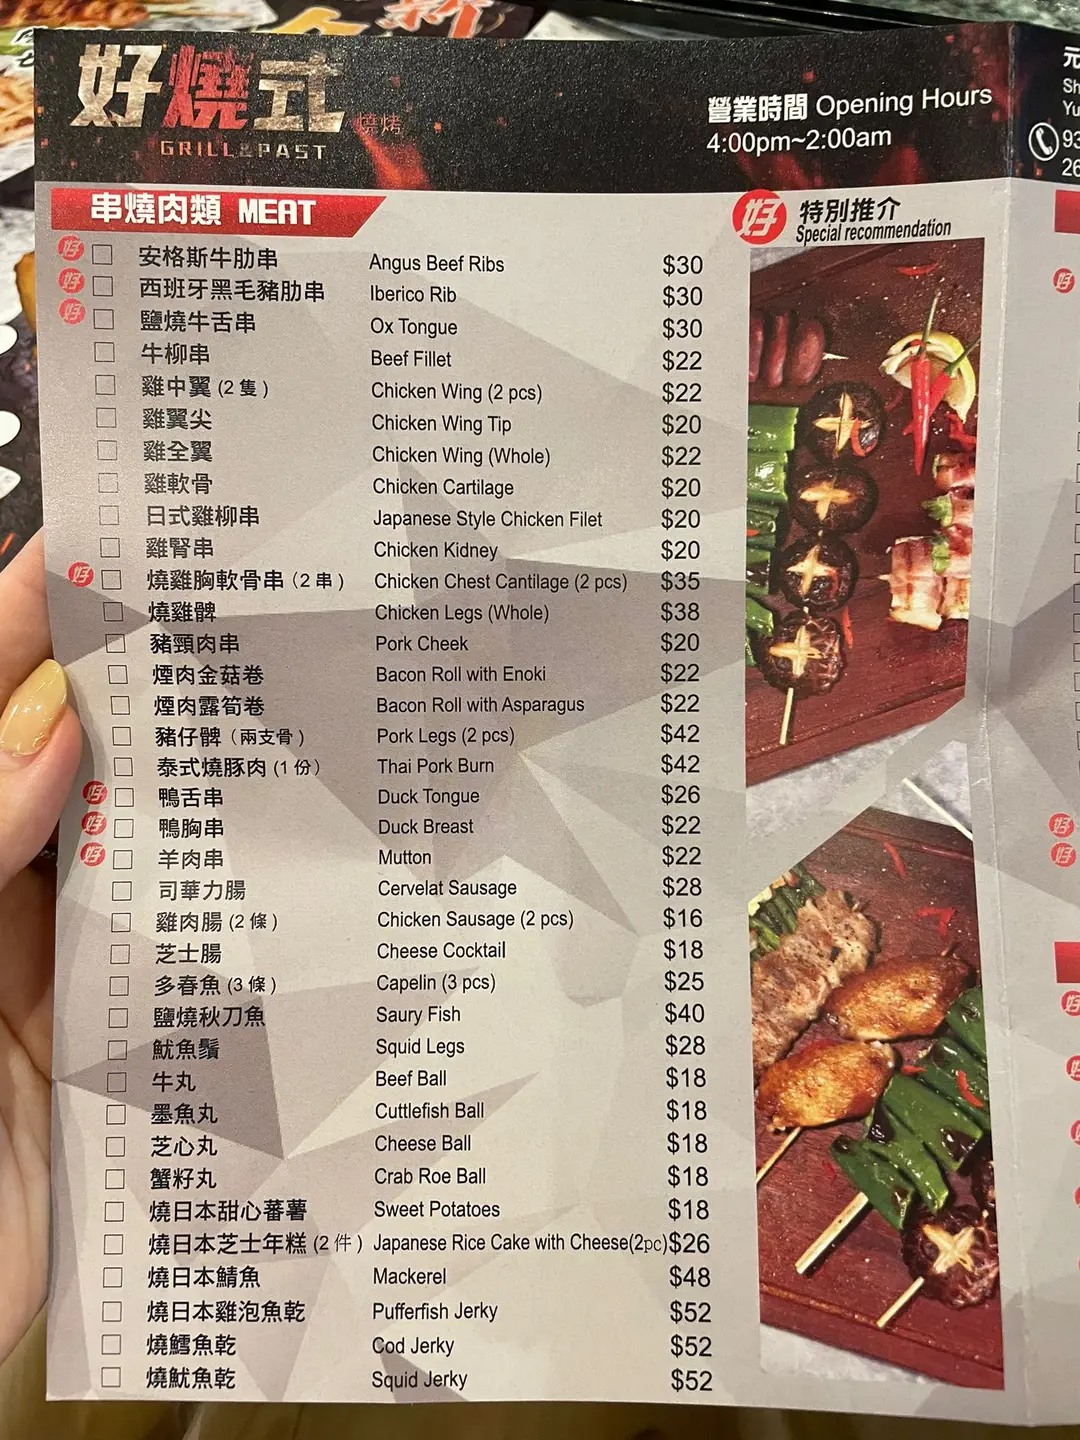 好燒式 燒烤
GRILL&PAST
營業時間 Opening Hours
4:00pm~2:00am
元
Sh
Yu
93
26
串燒肉類 MEAT
好 特別推介
Special recommendation
好 安格斯牛肋串 Angus Beef Ribs $30
好 西班牙黑毛豬肋串 Iberico Rib $30
好 鹽燒牛舌串 Ox Tongue $30
牛柳串 Beef Fillet $22
雞中翼 (2 隻) Chicken Wing (2 pcs) $22
雞翼尖 Chicken Wing Tip $20
雞全翼 Chicken Wing (Whole) $22
雞軟骨 Chicken Cartilage $20
日式雞柳串 Japanese Style Chicken Filet $20
雞腎串 Chicken Kidney $20
好 燒雞胸軟骨串 (2 串) Chicken Chest Cantilage (2 pcs) $35
燒雞髀 Chicken Legs (Whole) $38
豬頸肉串 Pork Cheek $20
煙肉金菇卷 Bacon Roll with Enoki $22
煙肉露筍卷 Bacon Roll with Asparagus $22
豬仔髀 (兩支骨) Pork Legs (2 pcs) $42
泰式燒豚肉 (1 份) Thai Pork Burn $42
好 鴨舌串 Duck Tongue $26
好 鴨胸串 Duck Breast $22
好 羊肉串 Mutton $22
司華力腸 Cervelat Sausage $28
雞肉腸 (2 條) Chicken Sausage (2 pcs) $16
芝士腸 Cheese Cocktail $18
多春魚 (3 條) Capelin (3 pcs) $25
鹽燒秋刀魚 Saury Fish $40
魷魚鬚 Squid Legs $28
牛丸 Beef Ball $18
墨魚丸 Cuttlefish Ball $18
芝心丸 Cheese Ball $18
蟹籽丸 Crab Roe Ball $18
燒日本甜心蕃薯 Sweet Potatoes $18
燒日本芝士年糕 (2 件) Japanese Rice Cake with Cheese(2pc) $26
燒日本鯖魚 Mackerel $48
燒日本雞泡魚乾 Pufferfish Jerky $52
燒鱈魚乾 Cod Jerky $52
燒魷魚乾 Squid Jerky $52